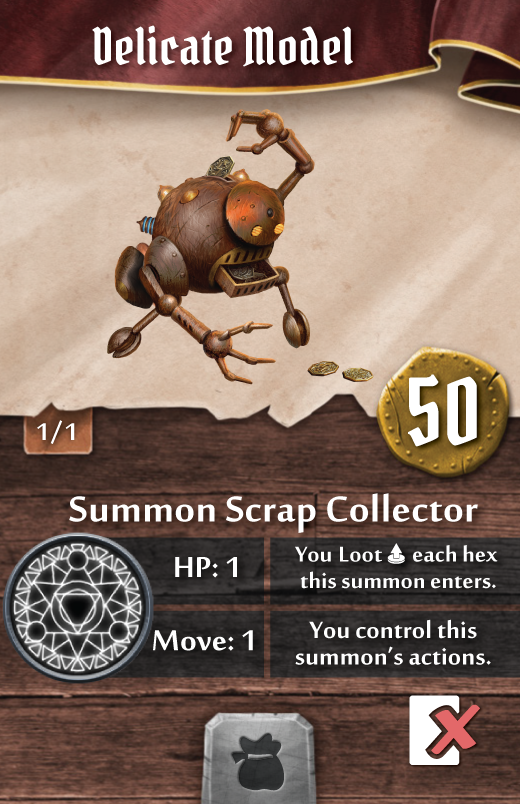 Delicate Model
50
1/1
Summon Scrap Collector
HP: 1
You Loot each hex
this summon enters.
Move: 1
You control this
summon's actions.